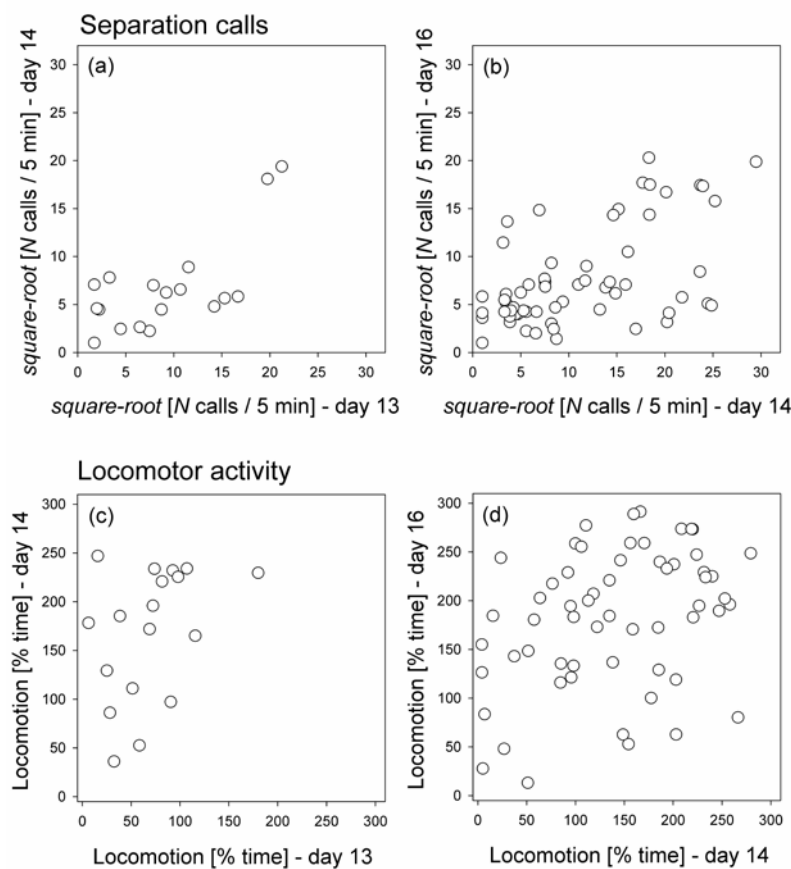 Separation calls
square-root [N calls / 5 min] - day 14
(a)
30
25
20
15
10
5
0
0 5 10 15 20 25 30
square-root [N calls / 5 min] - day 13
square-root [N calls / 5 min] - day 16
(b)
30
25
20
15
10
5
0
0 5 10 15 20 25 30
square-root [N calls / 5 min] - day 14
Locomotor activity
Locomotion [% time] - day 14
(c)
300
250
200
150
100
50
0
0 50 100 150 200 250 300
Locomotion [% time] - day 13
Locomotion [% time] - day 16
(d)
300
250
200
150
100
50
0
0 50 100 150 200 250 300
Locomotion [% time] - day 14